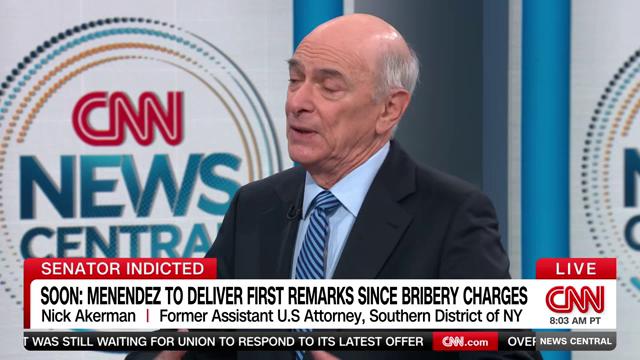 CNN
NEWS
CENTRAL
SENATOR INDICTED
LIVE
SOON: MENENDEZ TO DELIVER FIRST REMARKS SINCE BRIBERY CHARGES
Nick Akerman | Former Assistant U.S Attorney, Southern District of NY
CNN
8:03 AM PT
T WAS STILL WAITING FOR UNION TO RESPOND TO ITS LATEST OFFER CNN.com OVER NEWS CENTRAL